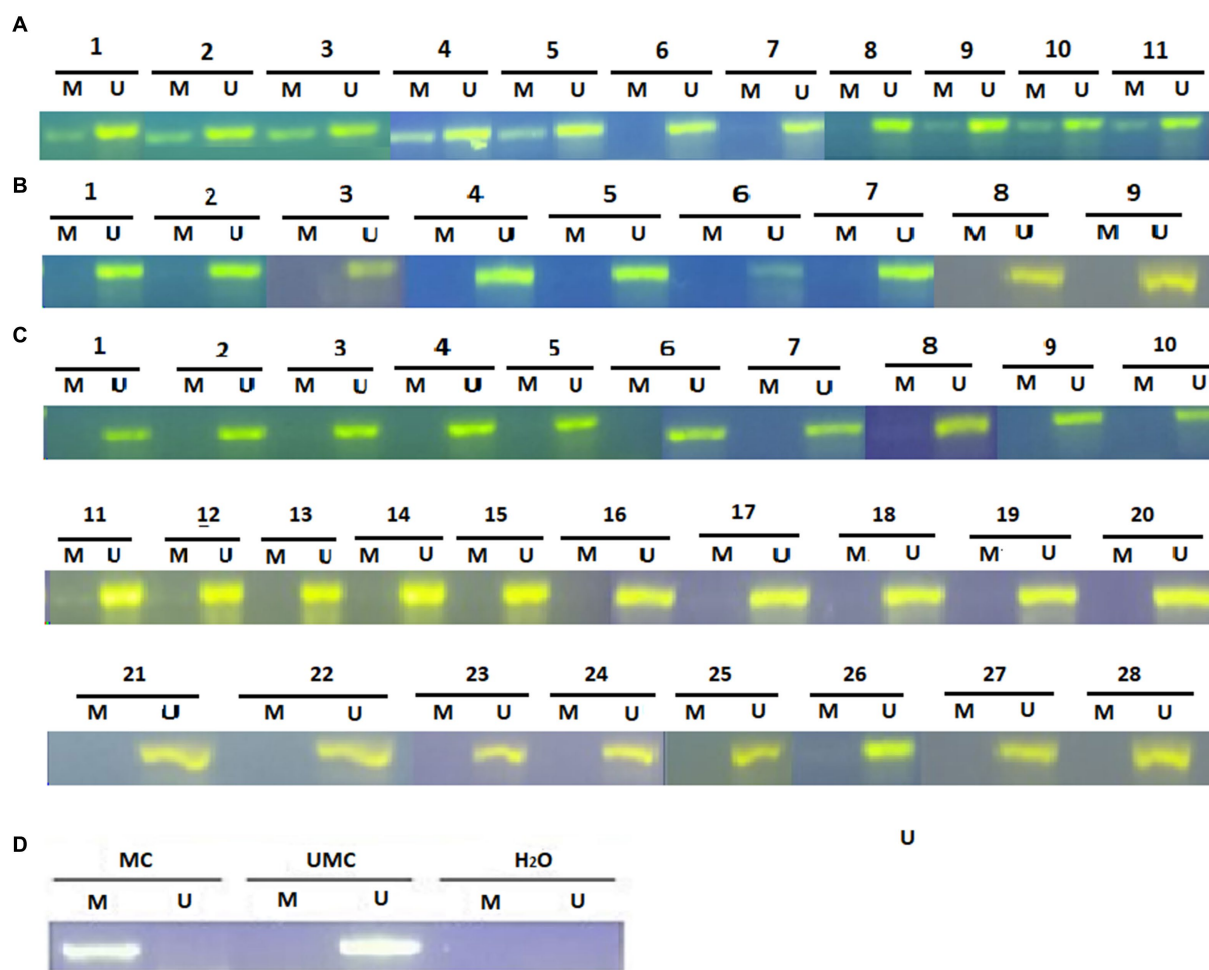 A
1 2 3 4 5 6 7 8 9 10 11
M U M U M U M U M U M U M U M U M U M U M U
B
1 2 3 4 5 6 7 8 9
M U M U M U M U M U M U M U M U M U
C
1 2 3 4 5 6 7 8 9 10
M U M U M U M U M U M U M U M U M U M U
11 12 13 14 15 16 17 18 19 20
M U M U M U M U M U M U M U M U M U M U
21 22 23 24 25 26 27 28
M U M U M U M U M U M U M U M U
U
D
MC UMC H2O
M U M U M U